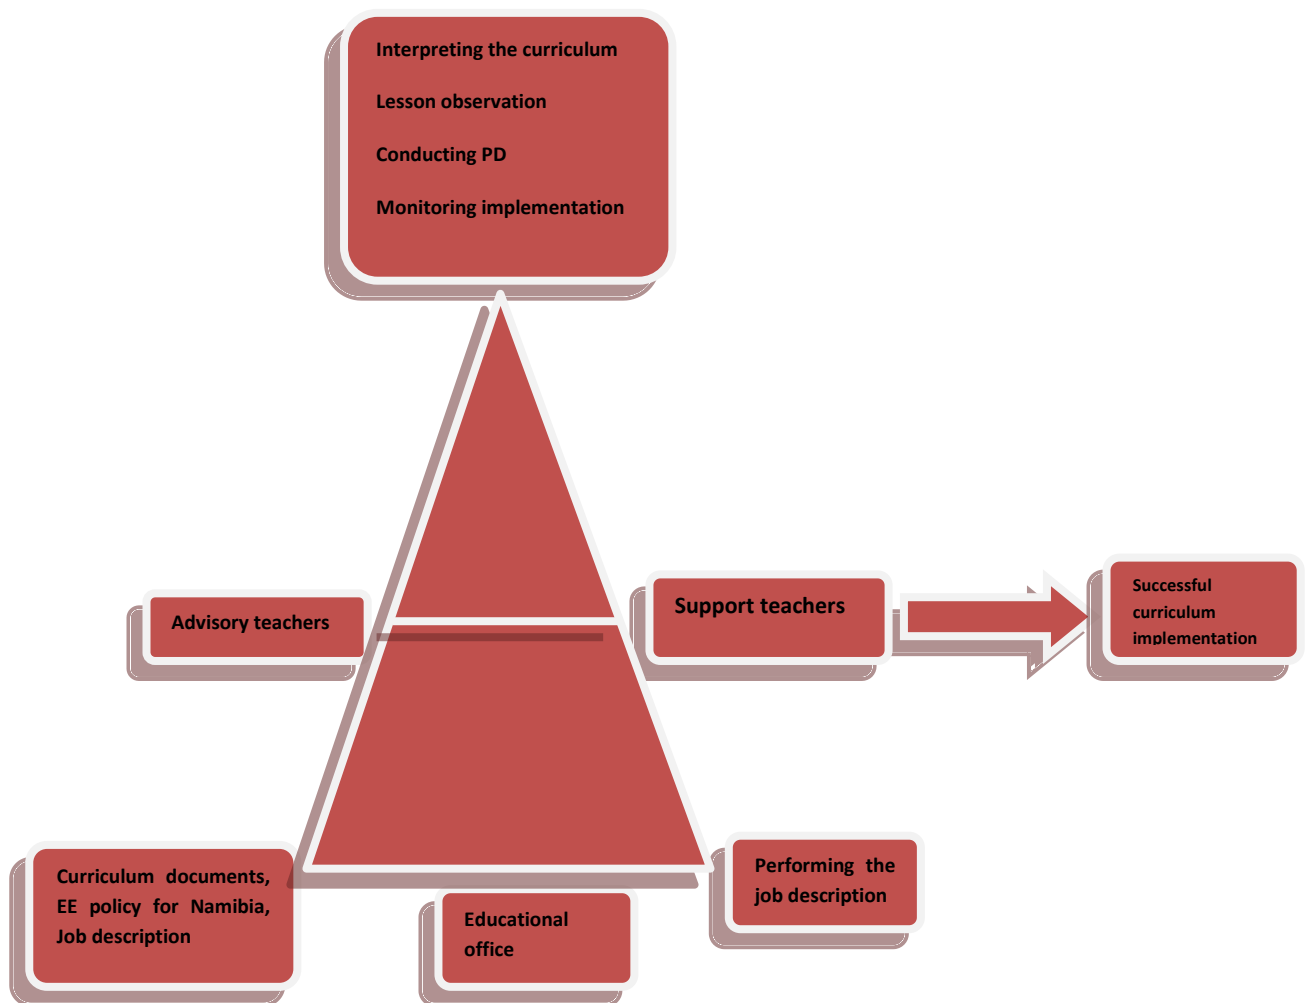 Interpreting the curriculum
Lesson observation
Conducting PD
Monitoring implementation
Advisory teachers
Support teachers
Successful
curriculum
implementation
Curriculum documents,
EE policy for Namibia,
Job description
Educational
office
Performing the
job description